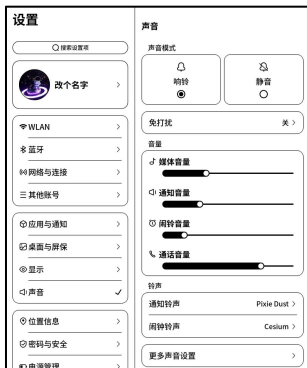 设置
搜索设置项
改个名字
WLAN
蓝牙
网络与连接
其他账号
应用与通知
桌面与屏保
显示
声音
位置信息
密码与安全
电源管理
声音
声音模式
响铃
静音
免打扰
关
音量
媒体音量
通知音量
闹铃音量
通话音量
铃声
通知铃声
Pixie Dust
闹钟铃声
Cesium
更多声音设置